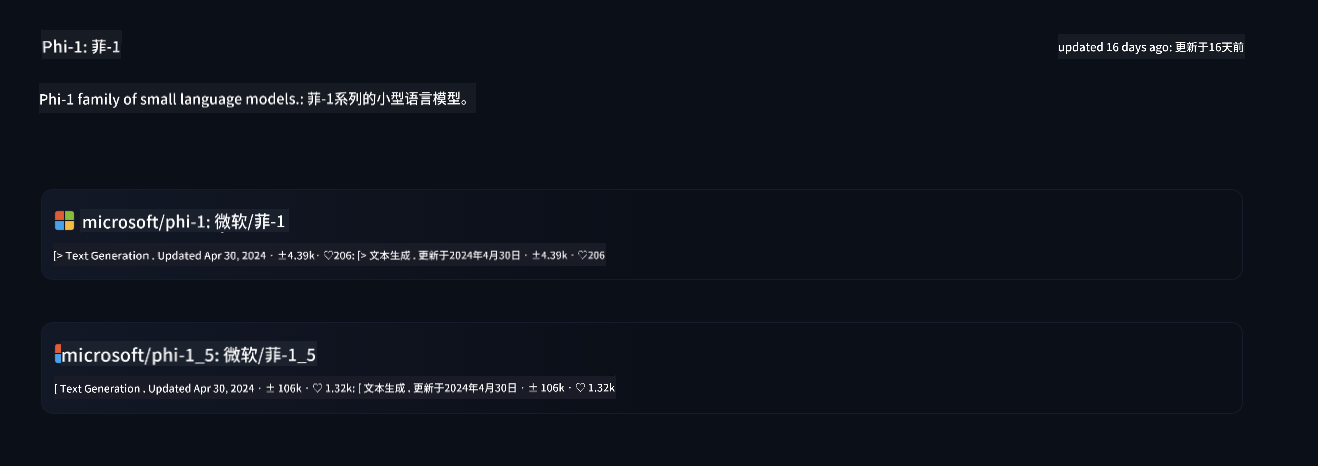 Phi-1: 菲-1
updated 16 days ago: 更新于16天前
Phi-1 family of small language models.: 菲-1系列的小型语言模型。
microsoft/phi-1: 微软/菲-1
[> Text Generation . Updated Apr 30, 2024 · ±4.39k · ♡206: [> 文本生成 . 更新于2024年4月30日 · ±4.39k · ♡206
microsoft/phi-1_5: 微软/菲-1_5
[ Text Generation . Updated Apr 30, 2024 · ± 106k · ♡ 1.32k: [ 文本生成 . 更新于2024年4月30日 · ± 106k · ♡ 1.32k